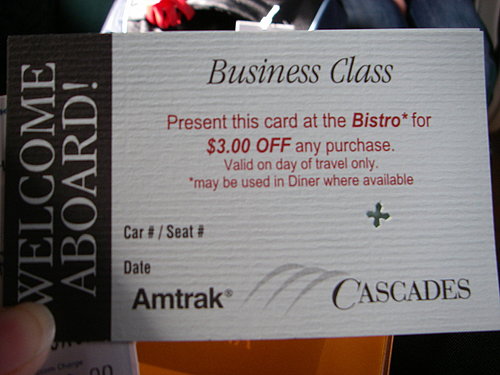 WELCOME
ABOARD!
Business Class
Present this card at the Bistro* for
$3.00 OFF any purchase.
Valid on day of travel only.
*may be used in Diner where available
Car # / Seat #
Date
Amtrak®
CASCADES